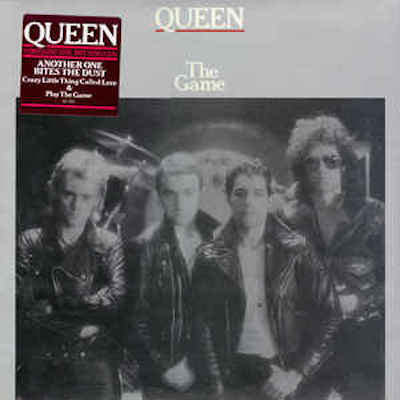 QUEEN
ANOTHER ONE
BITES THE DUST
Crazy Little Thing Called Love
&
Play The Game
QUEEN
The
Game